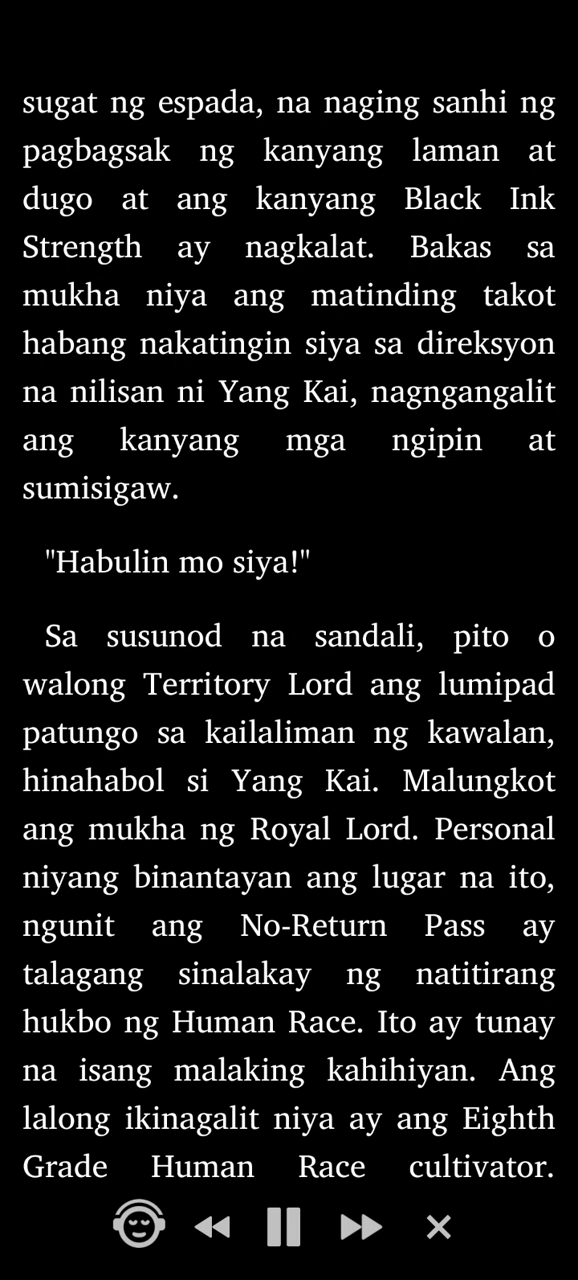 sugat ng espada, na naging sanhi ng
pagbagsak ng kanyang laman at
dugo at ang kanyang Black Ink
Strength ay nagkalat. Bakas sa
mukha niya ang matinding takot
habang nakatingin siya sa direksyon
na nilisan ni Yang Kai, nagngangalit
ang kanyang mga ngipin at
sumisigaw.
"Habulin mo siya!"
Sa susunod na sandali, pito o
walong Territory Lord ang lumipad
patungo sa kailaliman ng kawalan,
hinahabol si Yang Kai. Malungkot
ang mukha ng Royal Lord. Personal
niyang binantayan ang lugar na ito,
ngunit ang No-Return Pass ay
talagang sinalakay ng natitirang
hukbo ng Human Race. Ito ay tunay
na isang malaking kahihiyan. Ang
lalong ikinagalit niya ay ang Eighth
Grade Human Race cultivator.